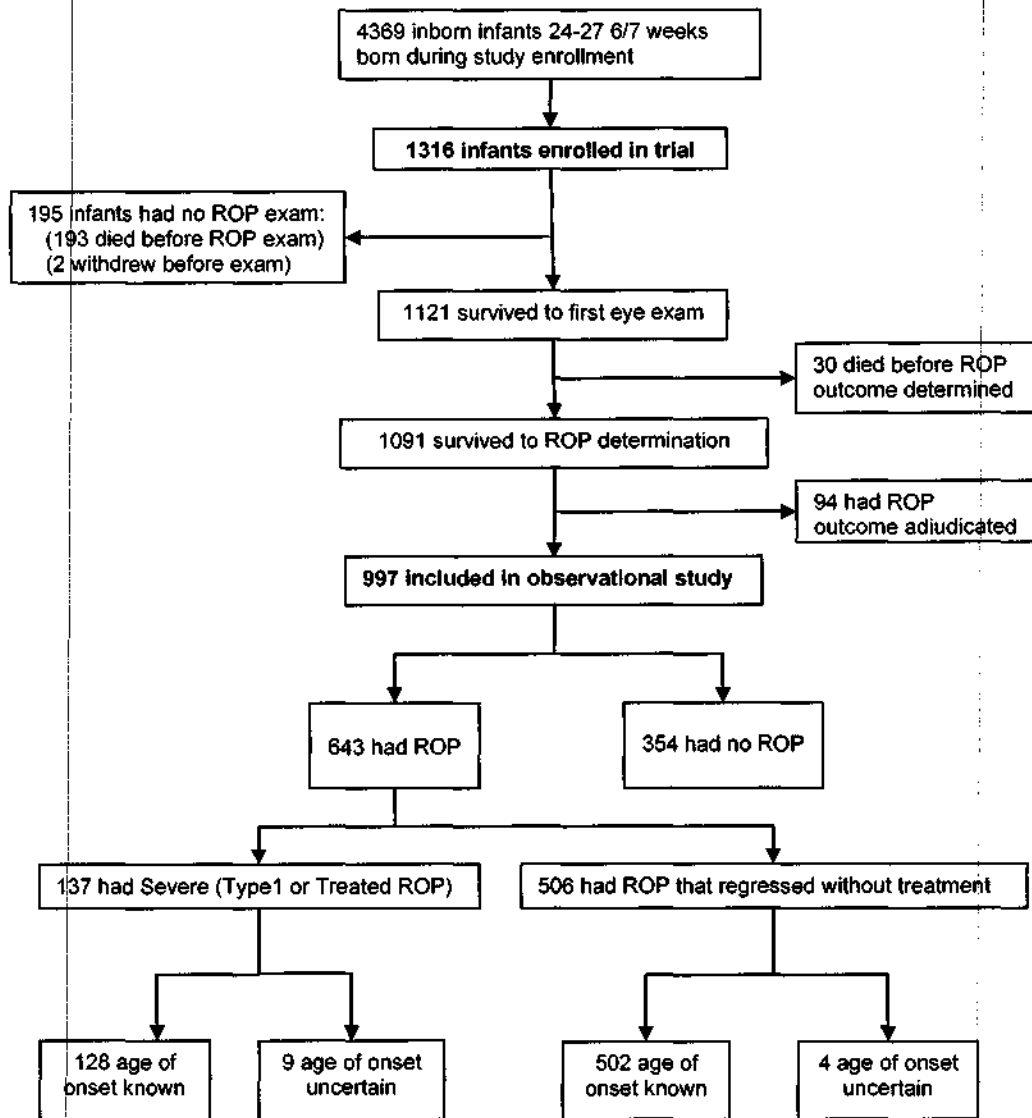 4369 inborn infants 24-27 6/7 weeks
born during study enrollment
1316 infants enrolled in trial
195 infants had no ROP exam:
(193 died before ROP exam)
(2 withdrew before exam)
1121 survived to first eye exam
30 died before ROP
outcome determined
1091 survived to ROP determination
94 had ROP
outcome adjudicated
997 included in observational study
643 had ROP
354 had no ROP
137 had Severe (Type1 or Treated ROP)
506 had ROP that regressed without treatment
128 age of
onset known
9 age of onset
uncertain
502 age of
onset known
4 age of onset
uncertain